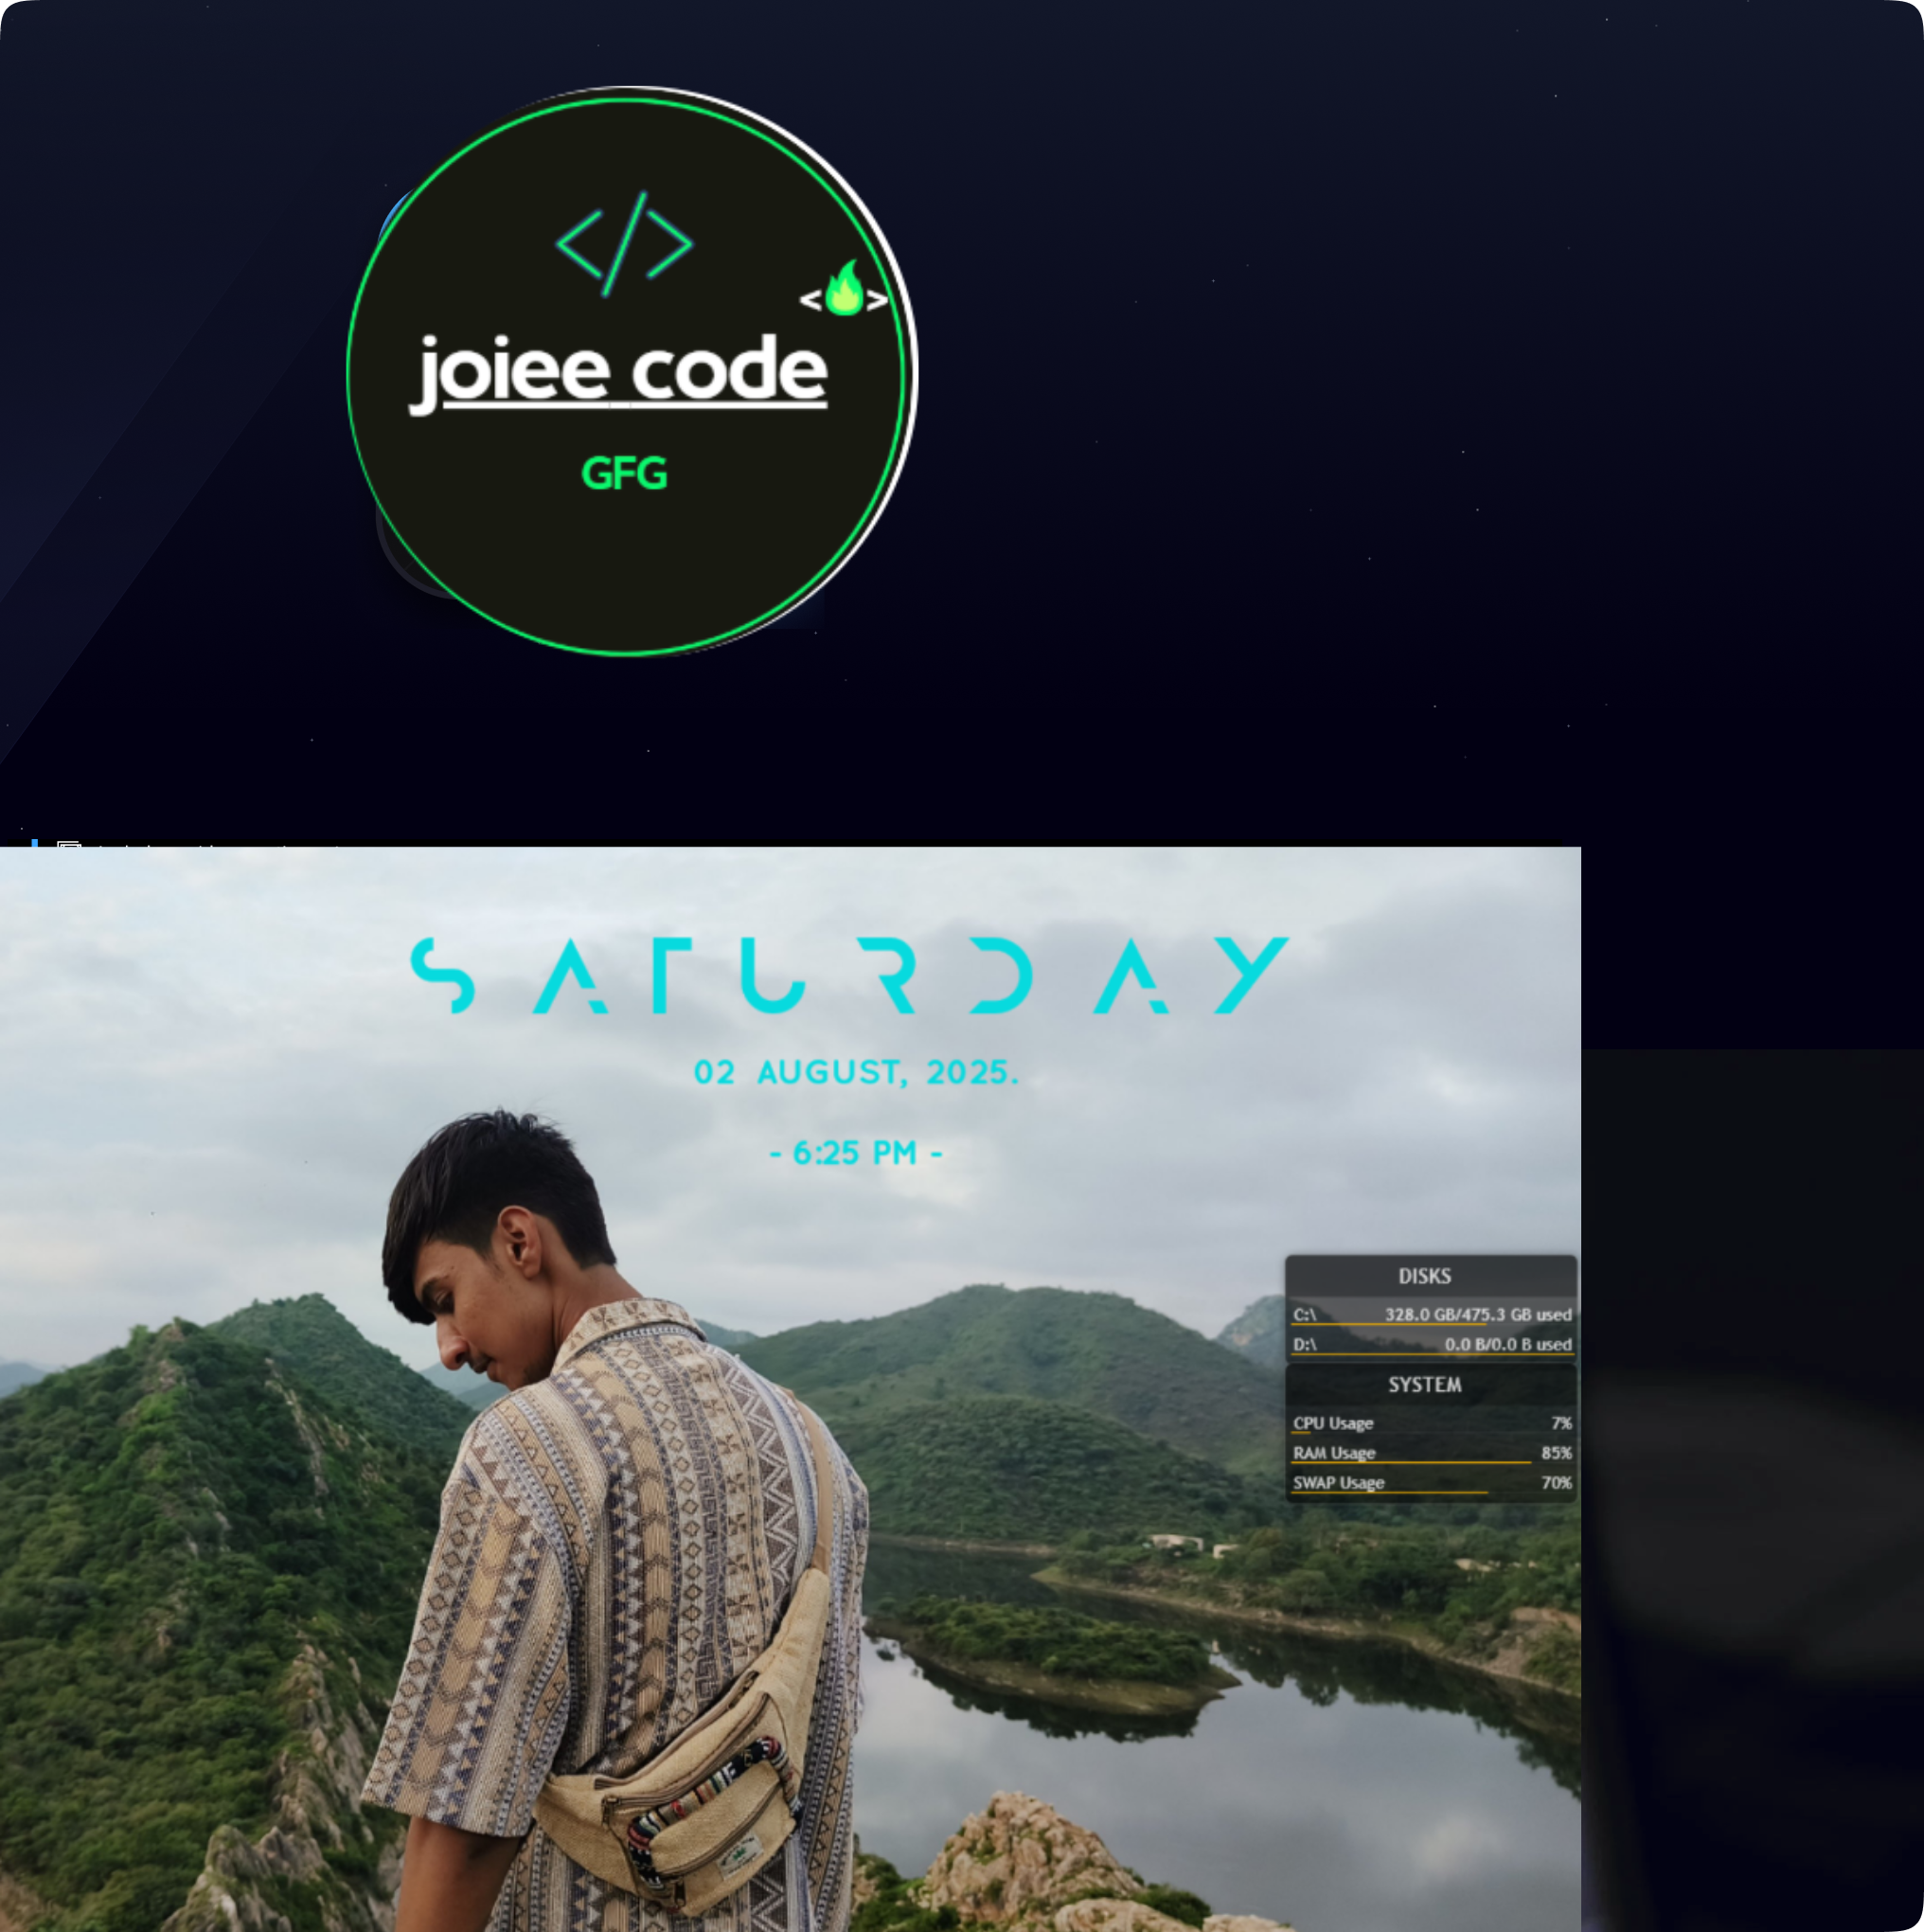 </>
<🔥>
joiee code
GFG
SATURDAY
02 AUGUST, 2025.
- 6:25 PM -
DISKS
C:\ 328.0 GB/475.3 GB used
D:\ 0.0 B/0.0 B used
SYSTEM
CPU Usage 7%
RAM Usage 85%
SWAP Usage 70%